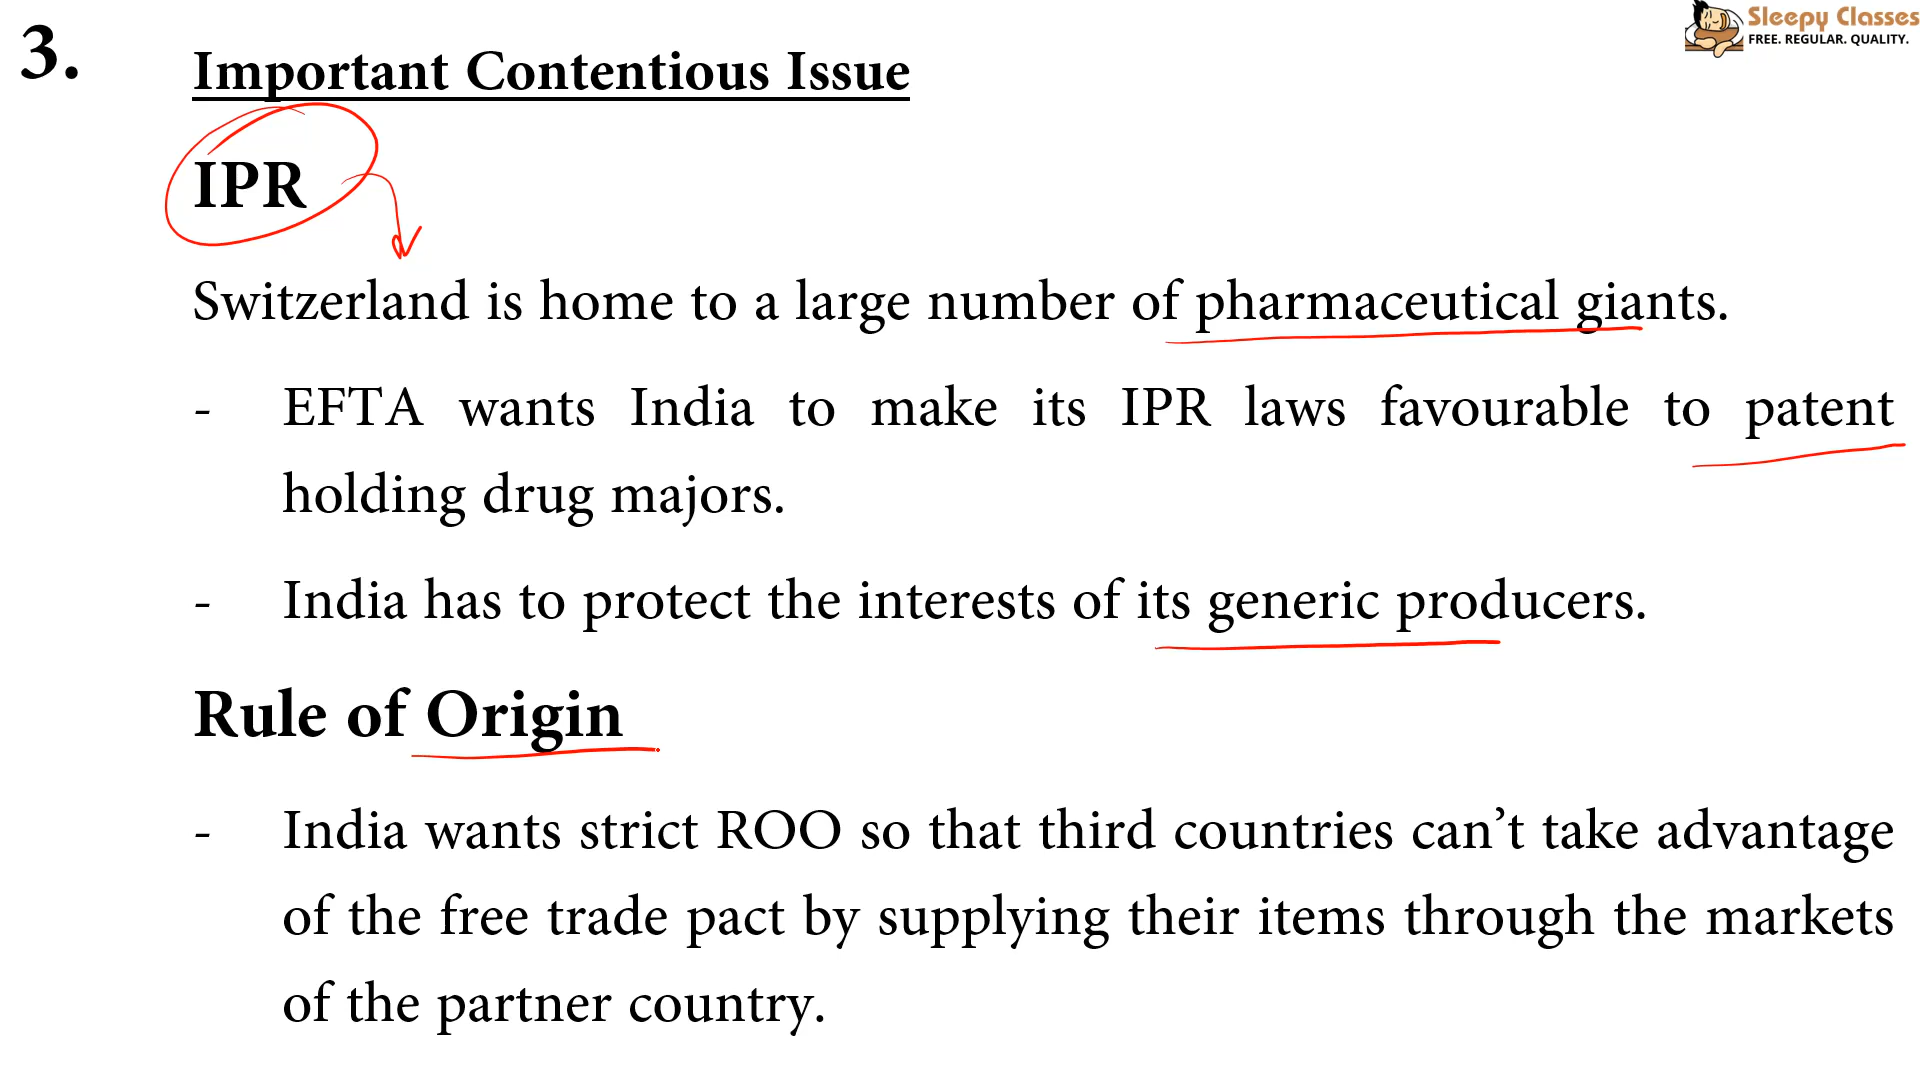 3.
Sleepy Classes
FREE. REGULAR. QUALITY.
Important Contentious Issue
IPR
Switzerland is home to a large number of pharmaceutical giants.
- EFTA wants India to make its IPR laws favourable to patent
holding drug majors.
- India has to protect the interests of its generic producers.
Rule of Origin
- India wants strict ROO so that third countries can’t take advantage
of the free trade pact by supplying their items through the markets
of the partner country.